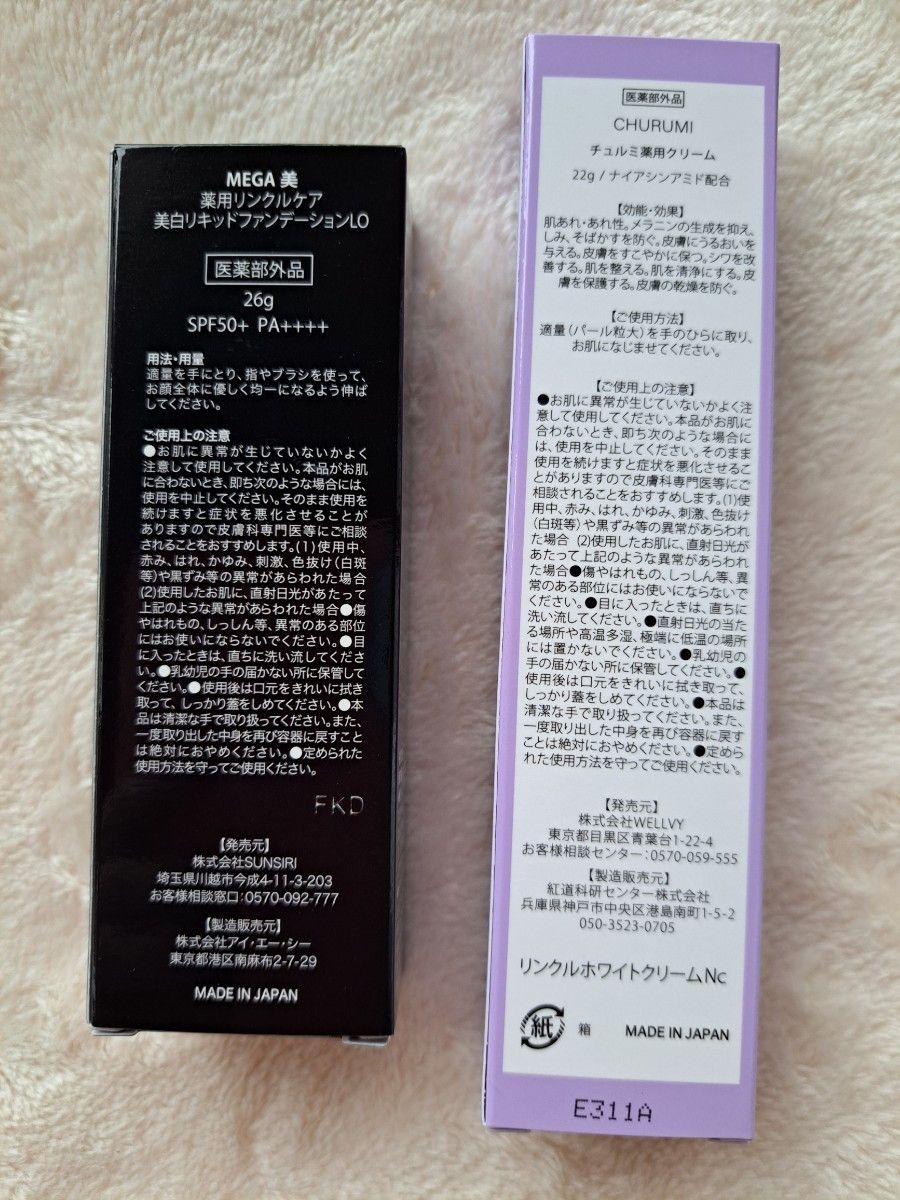 MEGA 美
薬用リンクルケア
美白リキッドファンデーションLO
医薬部外品
26g
SPF50+ PA++++
用法・用量
適量を手にとり、指やブラシを使って、
お顔全体に優しく均一になるよう伸ば
してください。
ご使用上の注意
●お肌に異常が生じていないかよく
注意して使用してください。本品がお肌
に合わないとき、即ち次のような場合には、
使用を中止してください。そのまま使用を
続けますと症状を悪化させることが
ありますので皮膚科専門医等にご相談
されることをおすすめします。(1)使用中、
赤み、はれ、かゆみ、刺激、色抜け(白斑
等)や黒ずみ等の異常があらわれた場合
(2)使用したお肌に、直射日光があたって
上記のような異常があらわれた場合●傷
やはれもの、しっしん等、異常のある部位
にはお使いにならないでください。●目
に入ったときは、直ちに洗い流してくださ
い。●乳幼児の手の届かない所に保管して
ください。●使用後は口元をきれいに拭き
取って、しっかり蓋をしめてください。●本
品は清潔な手で取り扱ってください。また、
一度取り出した中身を再び容器に戻すこと
は絶対におやめください。●定められた
使用方法を守ってご使用ください。
FKD
【発売元】
株式会社SUNSIRI
埼玉県川越市今成4-11-3-203
お客様相談窓口:0570-092-777
【製造販売元】
株式会社アイ・エー・シー
東京都港区南麻布2-7-29
MADE IN JAPAN
医薬部外品
CHURUMI
チュルミ薬用クリーム
22g / ナイアシンアミド配合
【効能・効果】
肌あれ・あれ性。メラニンの生成を抑え、
しみ、そばかすを防ぐ。皮膚にうるおいを
与える。皮膚をすこやかに保つ。シワを改
善する。肌を整える。肌を清浄にする。皮
膚を保護する。皮膚の乾燥を防ぐ。
【ご使用方法】
適量(パール粒大)を手のひらに取り、
お肌になじませてください。
【ご使用上の注意】
●お肌に異常が生じていないかよく注
意して使用してください。本品がお肌に
合わないとき、即ち次のような場合に
は、使用を中止してください。そのまま
使用を続けますと症状を悪化させるこ
とがありますので皮膚科専門医等にご
相談されることをおすすめします。(1)使
用中、赤み、はれ、かゆみ、刺激、色抜け
(白斑等)や黒ずみ等の異常があらわれ
た場合 (2)使用したお肌に、直射日光が
あたって上記のような異常があらわれ
た場合●傷やはれもの、しっしん等、異
常のある部位にはお使いにならないで
ください。●目に入ったときは、直ちに
洗い流してください。●直射日光の当た
る場所や高温多湿、極端に低温の場所
には置かないでください。●乳幼児の
手の届かない所に保管してください。●
使用後は口元をきれいに拭き取って、
しっかり蓋をしめてください。●本品は
清潔な手で取り扱ってください。また、
一度取り出した中身を再び容器に戻す
ことは絶対におやめください。●定めら
れた使用方法を守ってご使用ください。
【発売元】
株式会社WELLVY
東京都目黒区青葉台1-22-4
お客様相談センター:0570-059-555
【製造販売元】
紅道科研センター株式会社
兵庫県神戸市中央区港島南町1-5-2
050-3523-0705
リンクルホワイトクリームNc
紙 箱 MADE IN JAPAN
E311A